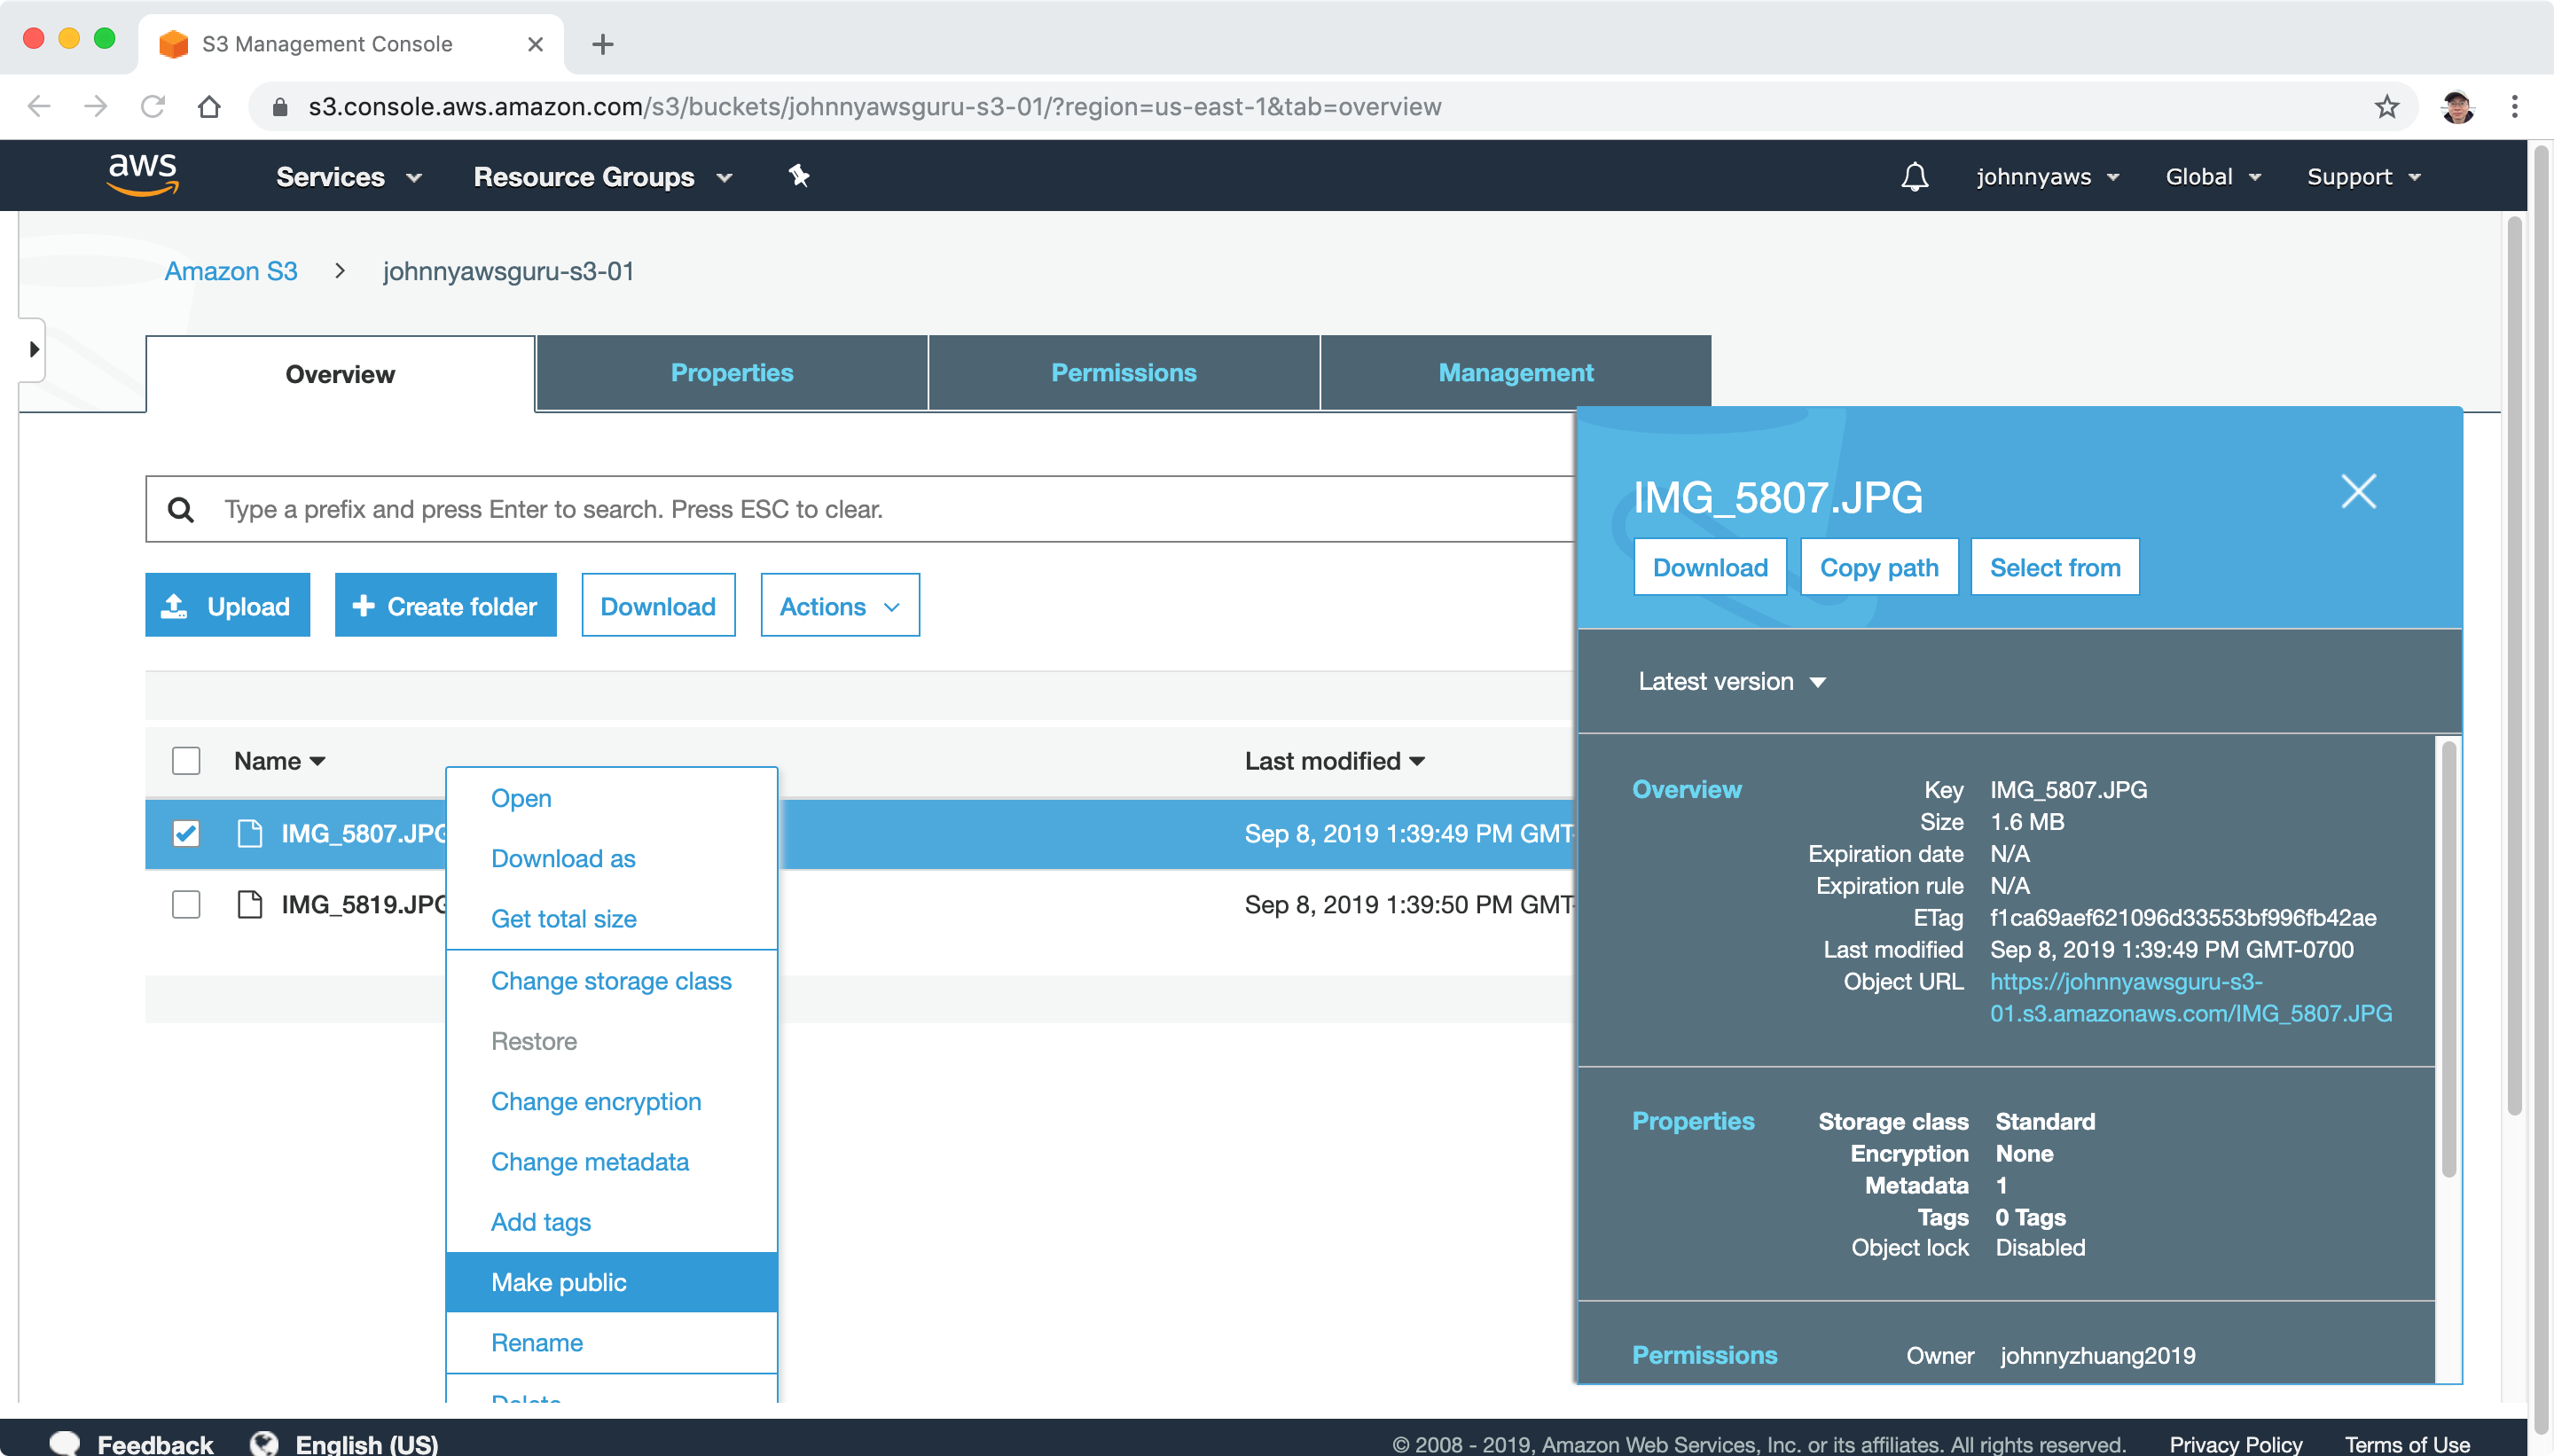 S3 Management Console
s3.console.aws.amazon.com/s3/buckets/johnnyawsguru-s3-01/?region=us-east-1&tab=overview
aws Services Resource Groups johnnyaws Global Support
Amazon S3 > johnnyawsguru-s3-01
Overview Properties Permissions Management
Type a prefix and press Enter to search. Press ESC to clear.
Upload Create folder Download Actions
Name Last modified
IMG_5807.JPG Sep 8, 2019 1:39:49 PM GMT-
IMG_5819.JPG Sep 8, 2019 1:39:50 PM GMT-
Open
Download as
Get total size
Change storage class
Restore
Change encryption
Change metadata
Add tags
Make public
Rename
Delete
IMG_5807.JPG
Download Copy path Select from
Latest version
Overview Key IMG_5807.JPG
Size 1.6 MB
Expiration date N/A
Expiration rule N/A
ETag f1ca69aef621096d33553bf996fb42ae
Last modified Sep 8, 2019 1:39:49 PM GMT-0700
Object URL https://johnnyawsguru-s3-
01.s3.amazonaws.com/IMG_5807.JPG
Properties Storage class Standard
Encryption None
Metadata 1
Tags 0 Tags
Object lock Disabled
Permissions Owner johnnyzhuang2019
Feedback English (US) © 2008 - 2019, Amazon Web Services, Inc. or its affiliates. All rights reserved. Privacy Policy Terms of Use